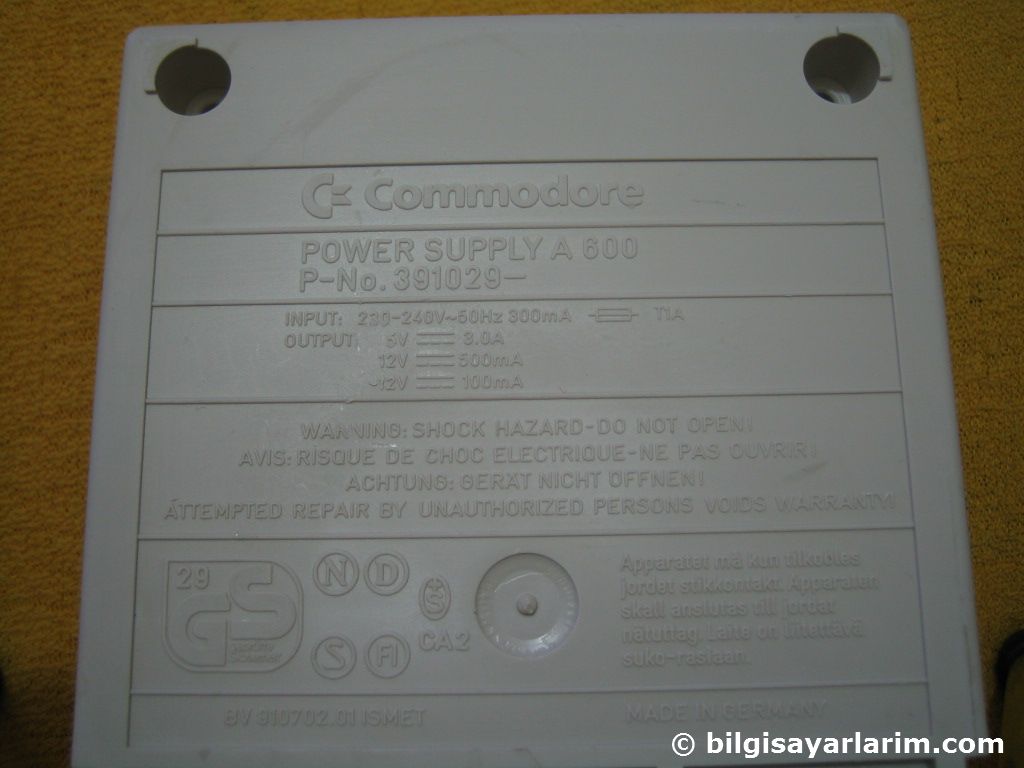 Commodore
POWER SUPPLY A 600
P-No. 391029-
INPUT: 230-240V~50Hz 300mA T1A
OUTPUT: 5V 3.0A
12V 500mA
-12V 100mA
WARNING: SHOCK HAZARD-DO NOT OPEN!
AVIS: RISQUE DE CHOC ELECTRIQUE-NE PAS OUVRIR!
ACHTUNG: GERÄT NICHT ÖFFNEN!
ATTEMPTED REPAIR BY UNAUTHORIZED PERSONS VOIDS WARRANTY!
29
GS
N D
S
CA2
S FI
Apparatet må kun tilkobles
jordet stikkontakt. Apparaten
skall anslutas till jordat
nätuttag. Laite on liitettävä
suko-rasiaan.
BV 910702.01 ISMET
MADE IN GERMANY
© bilgisayarlarim.com